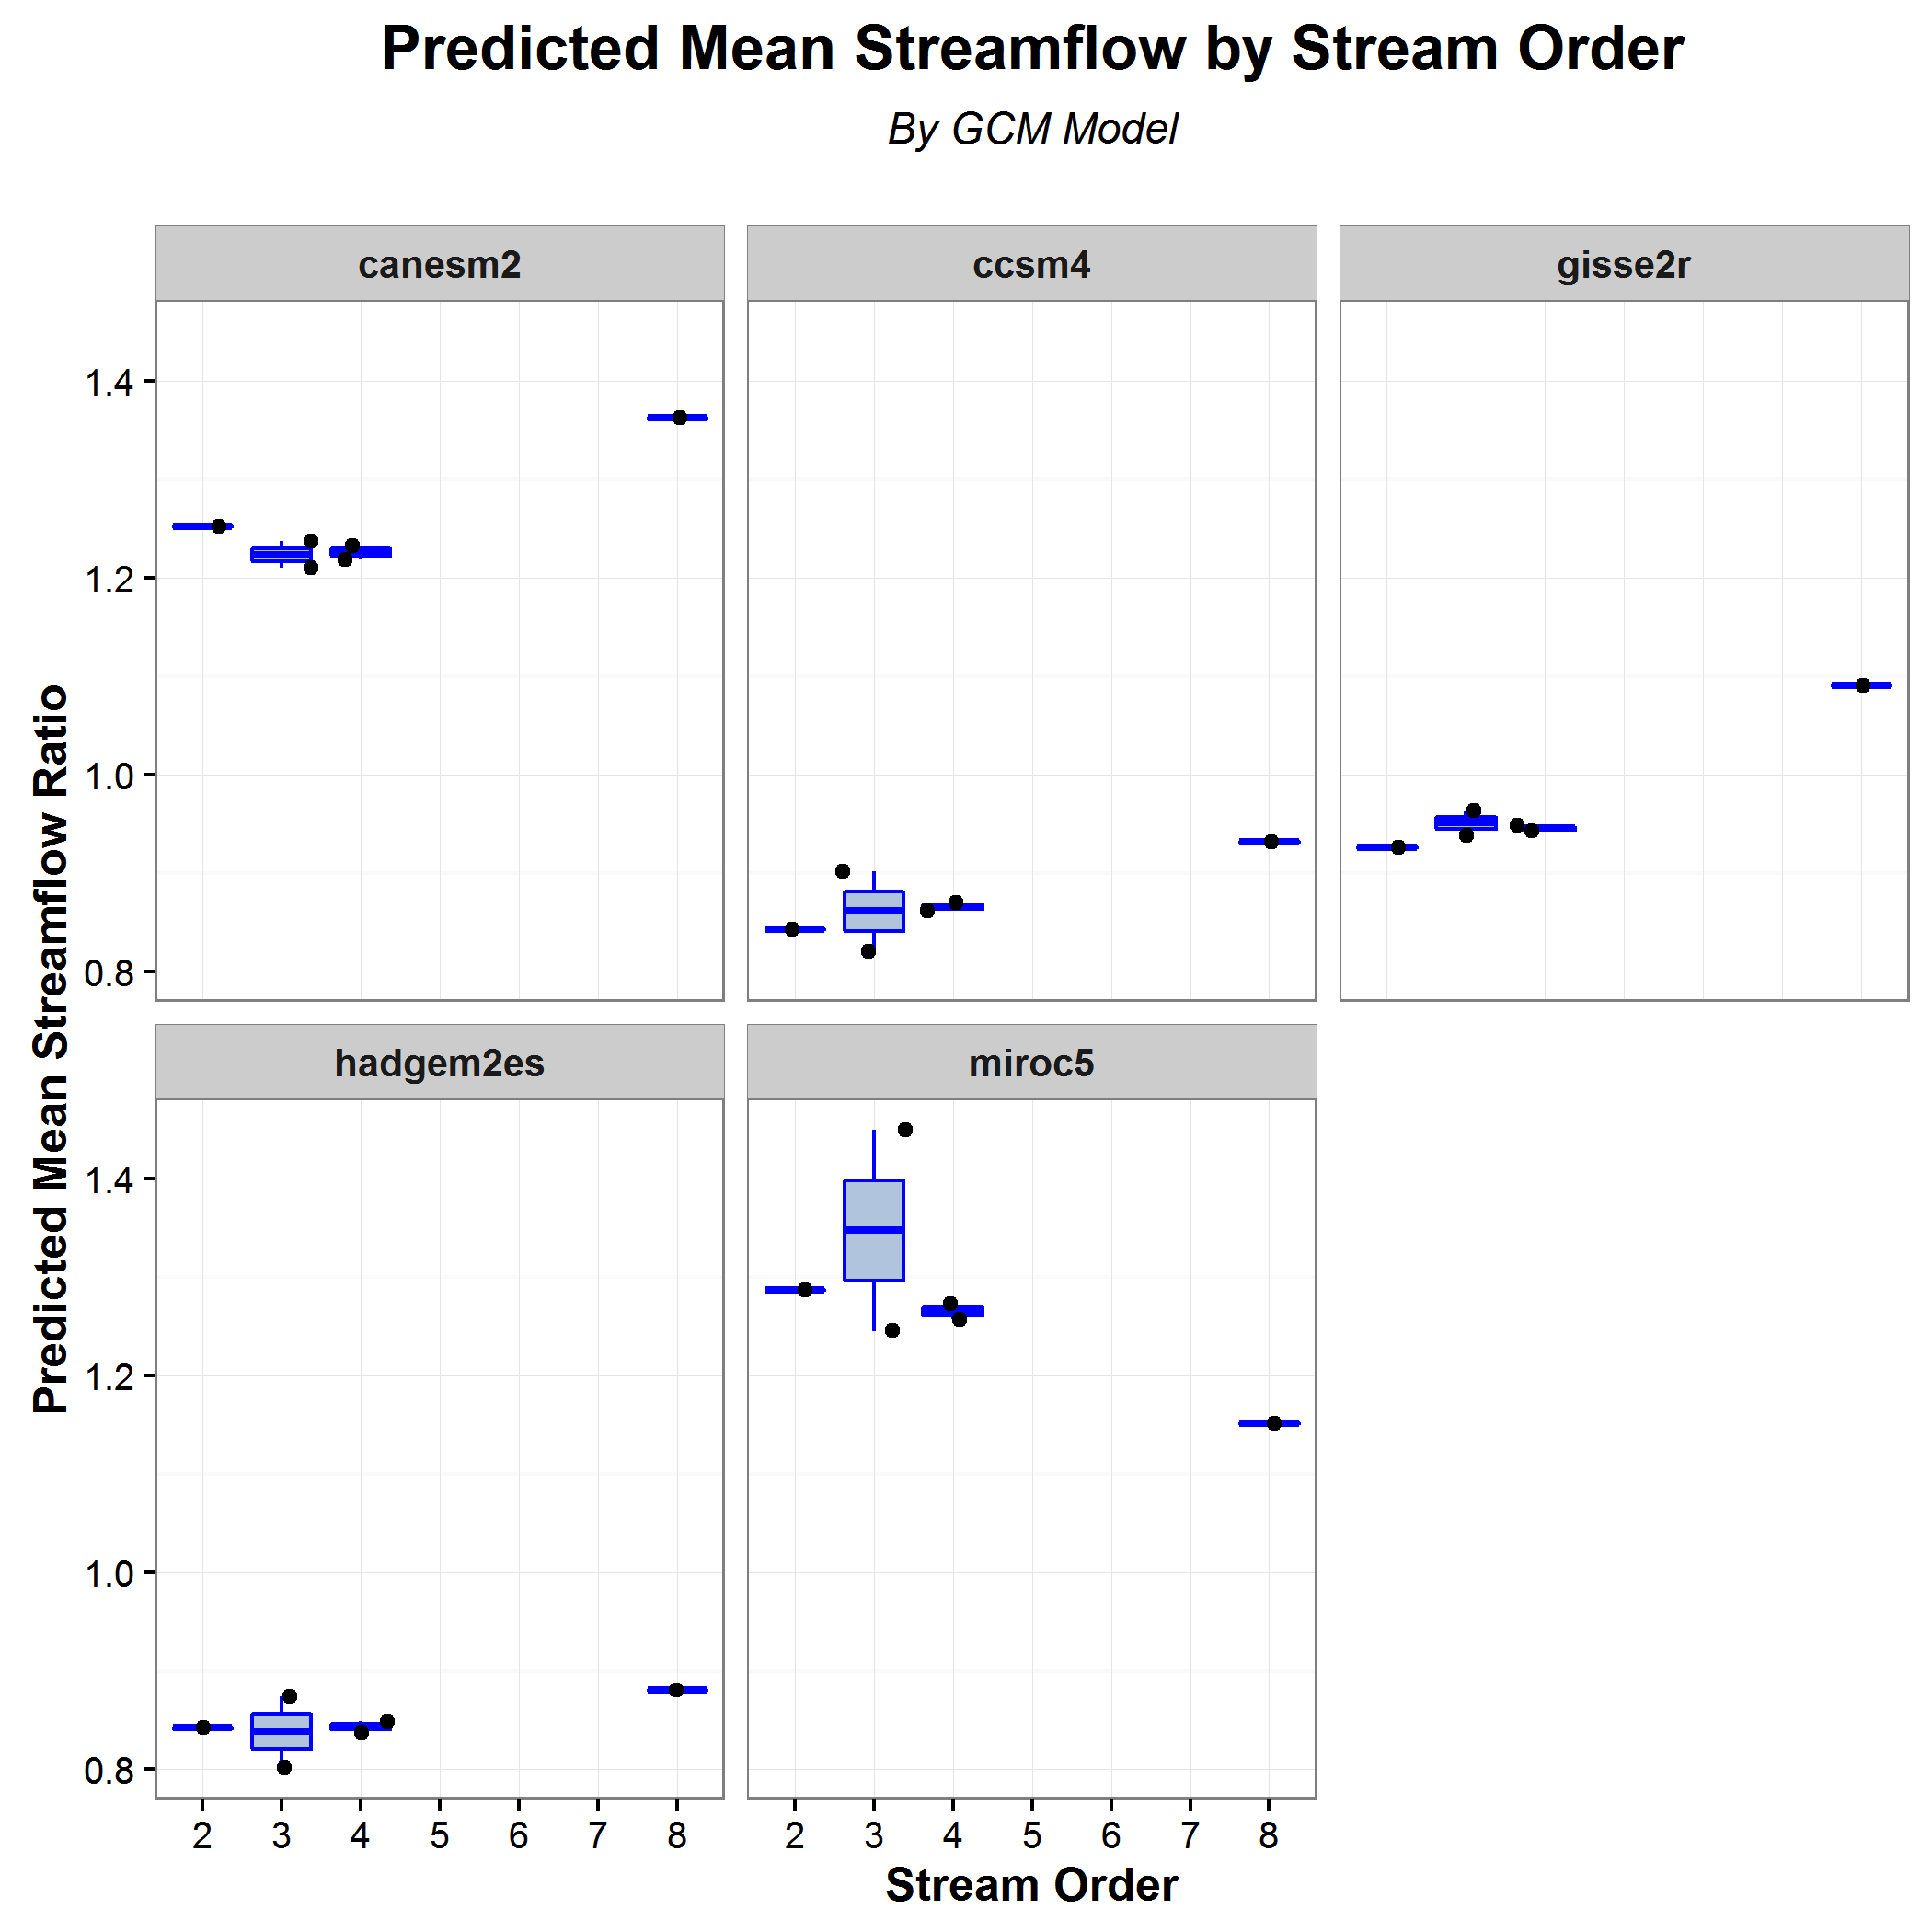 Predicted Mean Streamflow by Stream Order
By GCM Model
canesm2
ccsm4
gisse2r
1.4
1.2
1.0
0.8
Predicted Mean Streamflow Ratio
hadgem2es
miroc5
1.4
1.2
1.0
0.8
2 3 4 5 6 7 8
2 3 4 5 6 7 8
Stream Order